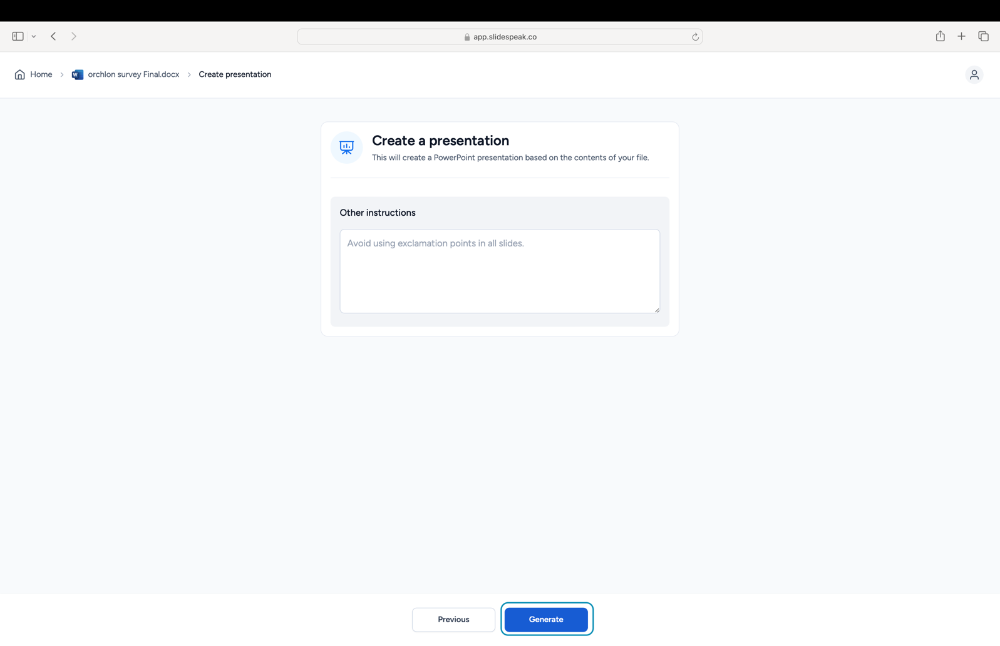 app.slidespeak.co
Home
orchlon survey Final.docx
Create presentation
Create a presentation
This will create a PowerPoint presentation based on the contents of your file.
Other instructions
Avoid using exclamation points in all slides.
Previous
Generate